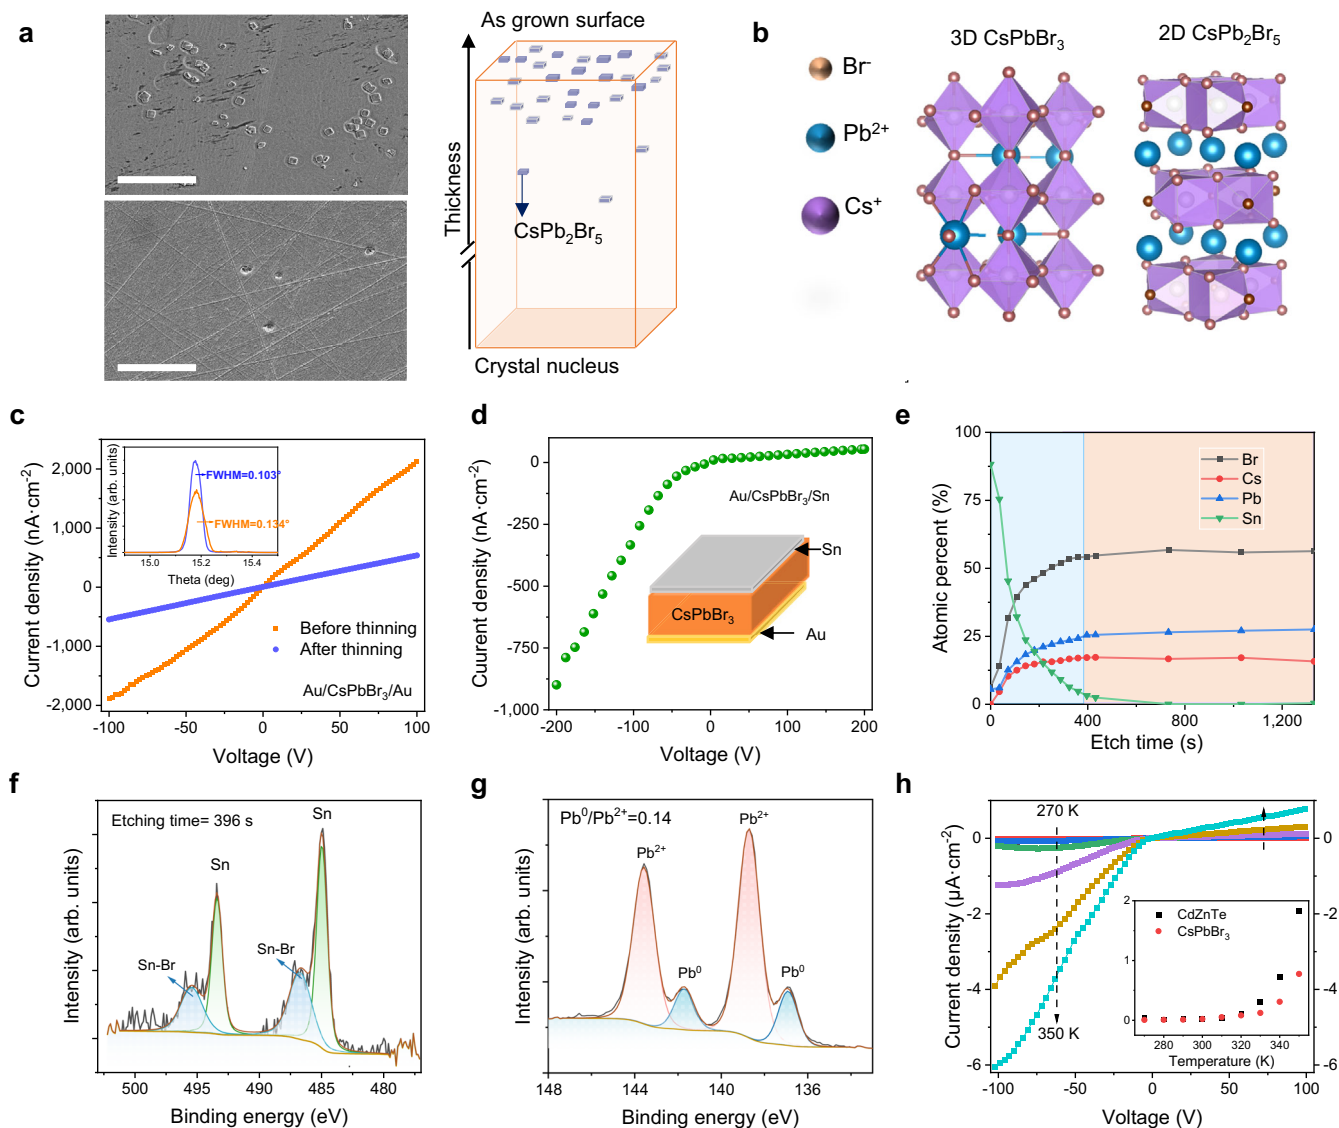 a
As grown surface
Thickness
CsPb₂Br₅
Crystal nucleus
b
3D CsPbBr₃
2D CsPb₂Br₅
Br⁻
Pb²⁺
Cs⁺
c
Current density (nA·cm⁻²)
2,000
1,000
0
-1,000
-2,000
-100
-50
0
50
100
Voltage (V)
Intensity (arb. units)
FWHM=0.103°
FWHM=0.134°
15.0
15.2
15.4
Theta (deg)
Before thinning
After thinning
Au/CsPbBr₃/Au
d
Cuurent density (nA·cm⁻²)
0
-250
-500
-750
-1,000
-200
-100
0
100
200
Voltage (V)
Au/CsPbBr₃/Sn
Sn
CsPbBr₃
Au
e
Atomic percent (%)
100
75
50
25
0
0
400
800
1,200
Etch time (s)
Br
Cs
Pb
Sn
f
Intensity (arb. units)
Etching time= 396 s
Sn
Sn
Sn-Br
Sn-Br
500
495
490
485
480
Binding energy (eV)
g
Intensity (arb. units)
Pb⁰/Pb²⁺=0.14
Pb²⁺
Pb²⁺
Pb⁰
Pb⁰
148
144
140
136
Binding energy (eV)
h
Current density (μA·cm⁻²)
0
-2
-4
-6
0
-2
-4
-6
-100
-50
0
50
100
Voltage (V)
270 K
350 K
2
1
0
CdZnTe
CsPbBr₃
280
300
320
340
Temperature (K)